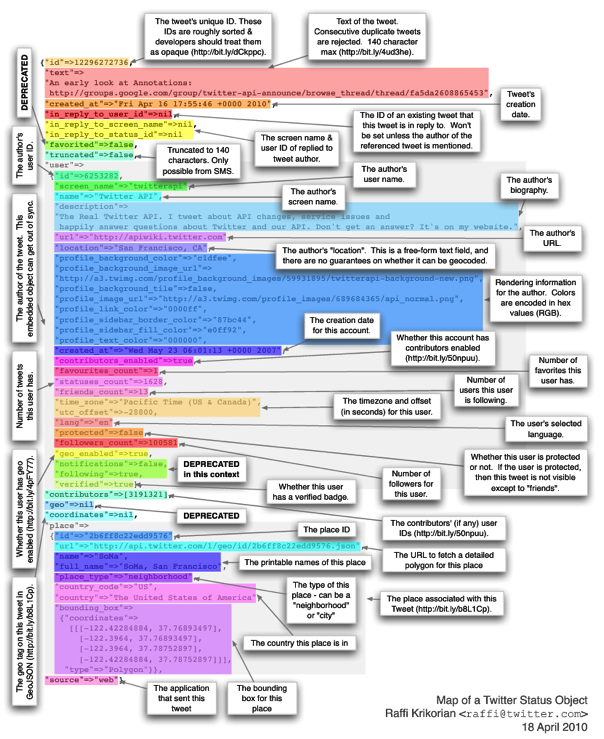 The tweet's unique ID. These
IDs are roughly sorted &
developers should treat them
as opaque (http://bit.ly/dCkppc).
Text of the tweet.
Consecutive duplicate tweets
are rejected. 140 character
max (http://bit.ly/4ud3he).
DEPRECATED
{"id"=>12296272736,
"text"=>
"An early look at Annotations:
http://groups.google.com/group/twitter-api-announce/browse_thread/thread/fa5da2608865453",
"created_at"=>"Fri Apr 16 17:55:46 +0000 2010",
Tweet's
creation
date.
"in_reply_to_user_id"=>nil,
"in_reply_to_screen_name"=>nil,
"in_reply_to_status_id"=>nil
The ID of an existing tweet that
this tweet is in reply to. Won't
be set unless the author of the
referenced tweet is mentioned.
The screen name &
user ID of replied to
tweet author.
"favorited"=>false,
"truncated"=>false,
Truncated to 140
characters. Only
possible from SMS.
The author's
user ID.
"user"=>
{"id"=>6253282,
"screen_name"=>"twitterapi",
The author's
user name.
"name"=>"Twitter API",
The author's
screen name.
The author's
biography.
"description"=>
"The Real Twitter API. I tweet about API changes, service issues and
happily answer questions about Twitter and our API. Don't get an answer? It's on my website.",
"url"=>"http://apiwiki.twitter.com",
The author's
URL.
"location"=>"San Francisco, CA",
The author's "location". This is a free-form text field, and
there are no guarantees on whether it can be geocoded.
The author of the tweet. This
embedded object can get out of sync.
"profile_background_color"=>"c1dfee",
"profile_background_image_url"=>
"http://a3.twimg.com/profile_background_images/59931895/twitterapi-background-new.png",
"profile_background_tile"=>false,
"profile_image_url"=>"http://a3.twimg.com/profile_images/689684365/api_normal.png",
"profile_link_color"=>"0000ff",
"profile_sidebar_border_color"=>"87bc44",
"profile_sidebar_fill_color"=>"e0ff92",
"profile_text_color"=>"000000",
Rendering information
for the author. Colors
are encoded in hex
values (RGB).
The creation date
for this account.
"created_at"=>"Wed May 23 06:01:13 +0000 2007",
"contributors_enabled"=>true,
Whether this account has
contributors enabled
(http://bit.ly/50npuu).
"favourites_count"=>1,
Number of
favorites this
user has.
Number of tweets
this user has.
"statuses_count"=>1628,
"friends_count"=>13,
Number of
users this user
is following.
"time_zone"=>"Pacific Time (US & Canada)",
"utc_offset"=>-28800,
The timezone and offset
(in seconds) for this user.
"lang"=>"en",
The user's selected
language.
"protected"=>false,
"followers_count"=>100581,
"geo_enabled"=>true,
"notifications"=>false,
"following"=>true,
"verified"=>true},
DEPRECATED
in this context
Number of
followers for
this user.
Whether this user is protected
or not. If the user is protected,
then this tweet is not visible
except to "friends".
Whether this user has geo
enabled (http://bit.ly/4pFY77).
Whether this user
has a verified badge.
"contributors"=>[3191321],
"geo"=>nil,
"coordinates"=>nil,
DEPRECATED
The contributors' (if any) user
IDs (http://bit.ly/50npuu).
"place"=>
{"id"=>"2b6ff8c22edd9576",
The place ID
"url"=>"http://api.twitter.com/1/geo/id/2b6ff8c22edd9576.json",
The URL to fetch a detailed
polygon for this place
"name"=>"SoMa",
"full_name"=>"SoMa, San Francisco",
The printable names of this place
"place_type"=>"neighborhood",
The type of this
place - can be a
"neighborhood"
or "city"
The place associated with this
Tweet (http://bit.ly/b8L1Cp).
"country_code"=>"US",
"country"=>"The United States of America",
The country this place is in
The geo tag on this tweet in
GeoJSON (http://bit.ly/b8L1Cp).
"bounding_box"=>
{"coordinates"=>
[[[-122.42284884, 37.76893497],
[-122.3964, 37.76893497],
[-122.3964, 37.78752897],
[-122.42284884, 37.78752897]]],
"type"=>"Polygon"}},
"source"=>"web"}
The application
that sent this
tweet
The bounding
box for this
place
Map of a Twitter Status Object
Raffi Krikorian <raffi@twitter.com>
18 April 2010